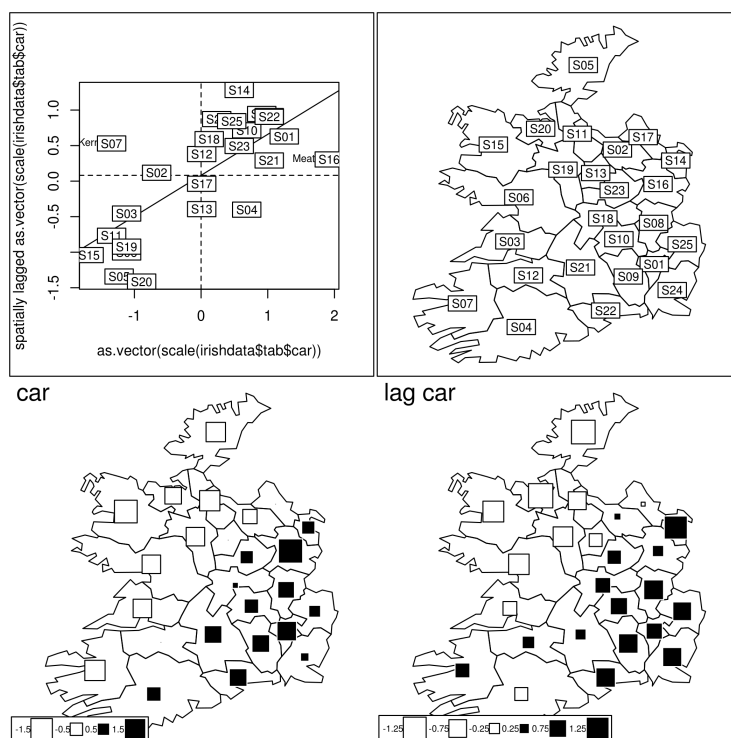 spatially lagged as.vector(scale(irishdata$tab$car))
1.0
0.5
0.0
-0.5
-1.5
-1
0
1
2
as.vector(scale(irishdata$tab$car))
S14
S22
S25
S10
S01
S18
S23
S12
S21
Meat
S16
Kerr
S07
S02
S17
S03
S13
S04
S11
S19
S15
S05
S20
S05
S20
S11
S17
S15
S02
S14
S19
S13
S16
S23
S06
S18
S08
S03
S10
S25
S01
S21
S12
S09
S24
S07
S22
S04
car
-1.5 -0.5 0.5 1.5
lag car
-1.25 -0.75 -0.25 0.25 0.75 1.25